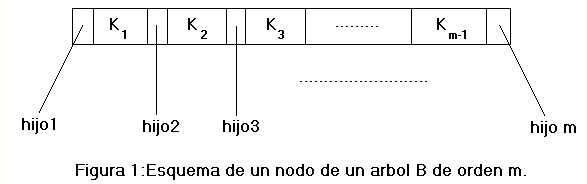 K1 K2 K3 ......... Km-1
hijo1 hijo2 hijo3 hijo m
Figura 1:Esquema de un nodo de un arbol B de orden m.